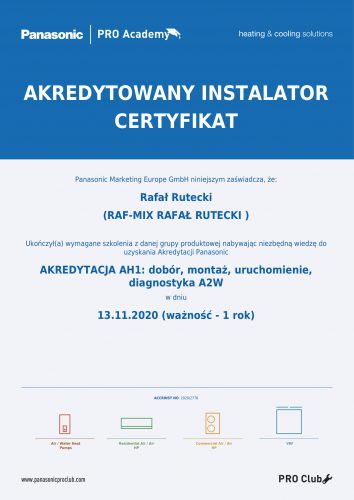 Panasonic PRO Academy heating & cooling solutions
AKREDYTOWANY INSTALATOR
CERTYFIKAT
Panasonic Marketing Europe GmbH niniejszym zaświadcza, że:
Rafał Rutecki
(RAF-MIX RAFAŁ RUTECKI )
Ukończył(a) wymagane szkolenia z danej grupy produktowej nabywając niezbędną wiedzę do
uzyskania Akredytacji Panasonic
AKREDYTACJA AH1: dobór, montaż, uruchomienie,
diagnostyka A2W
w dniu
13.11.2020 (ważność - 1 rok)
ACCRINST NO:
Air / Water Heat
Pumps
Residential Air / Air
HP
Commercial Air / Air
HP
VRF
www.panasonicproclub.com
PRO Club